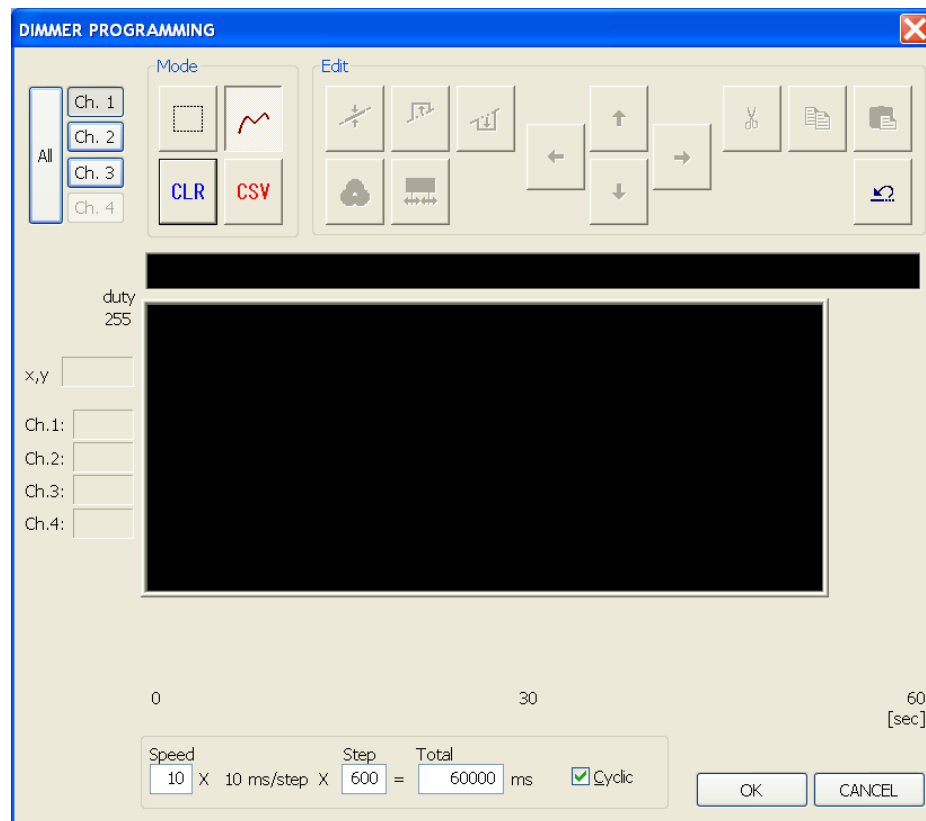 DIMMER PROGRAMMING
Mode
Edit
All
Ch. 1
Ch. 2
Ch. 3
Ch. 4
CLR
CSV
duty
255
x,y
Ch.1:
Ch.2:
Ch.3:
Ch.4:
0 30 60
[sec]
Speed Step Total
10 X 10 ms/step X 600 = 60000 ms Cyclic
OK CANCEL